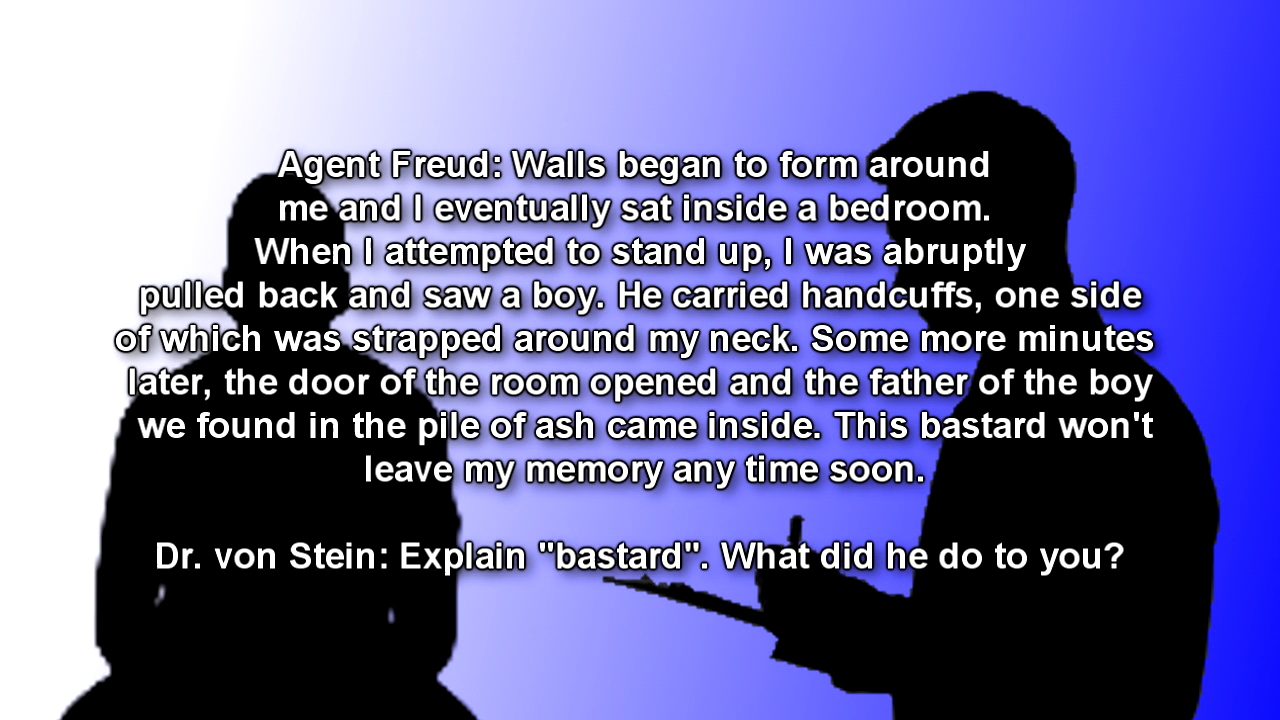 Agent Freud: Walls began to form around
me and I eventually sat inside a bedroom.
When I attempted to stand up, I was abruptly
pulled back and saw a boy. He carried handcuffs, one side
of which was strapped around my neck. Some more minutes
later, the door of the room opened and the father of the boy
we found in the pile of ash came inside. This bastard won't
leave my memory any time soon.
Dr. von Stein: Explain "bastard". What did he do to you?